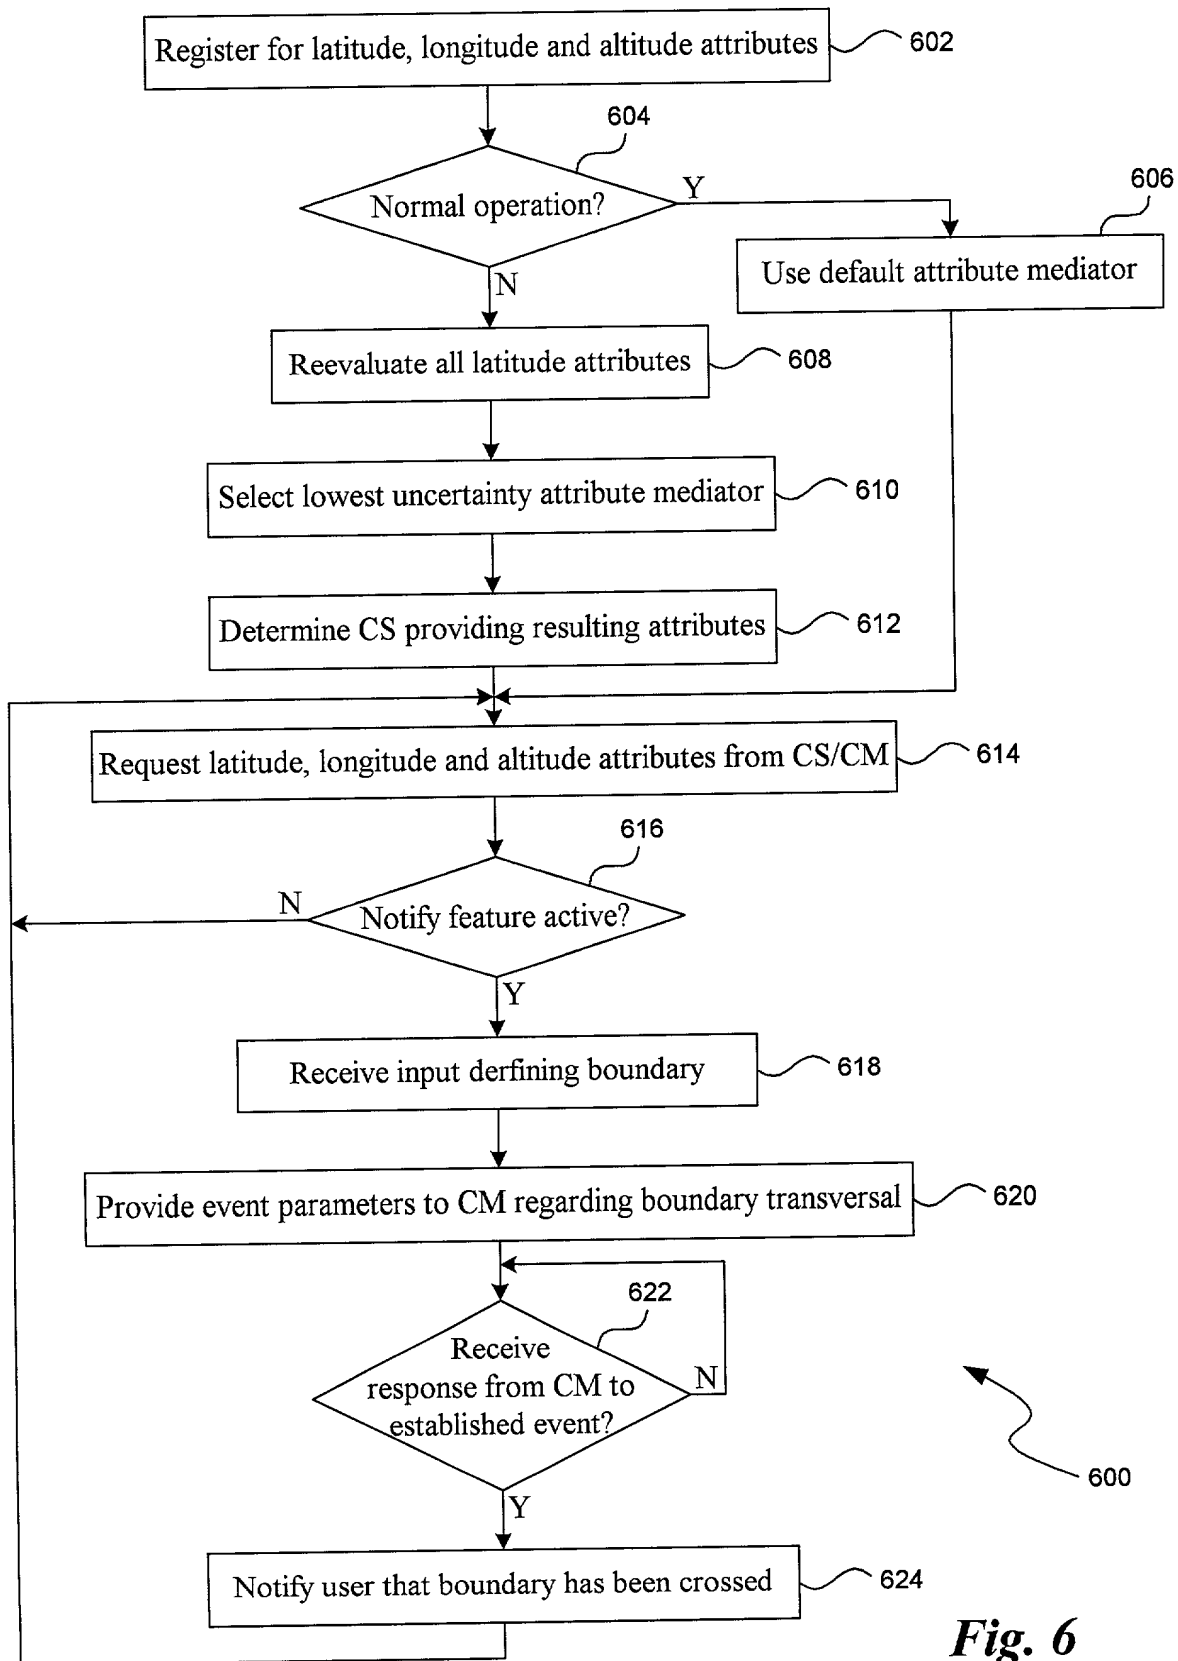 Register for latitude, longitude and altitude attributes
602
604
Normal operation?
Y
606
Use default attribute mediator
N
Reevaluate all latitude attributes
608
Select lowest uncertainty attribute mediator
610
Determine CS providing resulting attributes
612
Request latitude, longitude and altitude attributes from CS/CM
614
616
N
Notify feature active?
Y
Receive input derfining boundary
618
Provide event parameters to CM regarding boundary transversal
620
622
Receive
response from CM to
established event?
N
600
Y
Notify user that boundary has been crossed
624
Fig. 6